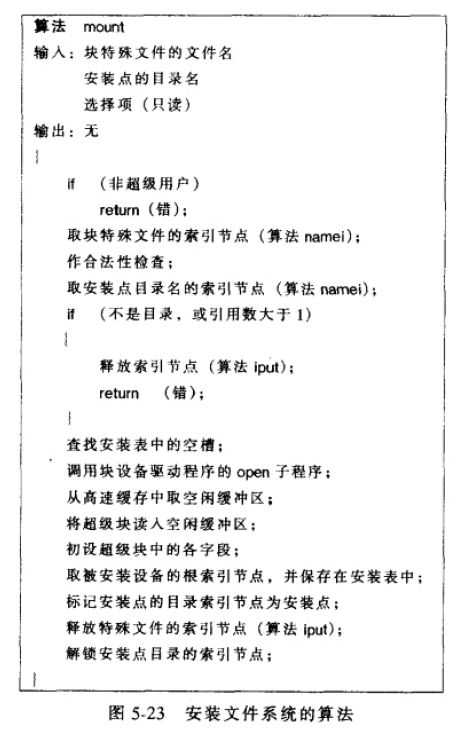 算法 mount
输入：块特殊文件的文件名
安装点的目录名
选择项（只读）
输出：无
{
if （非超级用户）
return（错）；
取块特殊文件的索引节点（算法 namei）；
作合法性检查；
取安装点目录名的索引节点（算法 namei）；
if （不是目录，或引用数大于 1）
{
释放索引节点（算法 iput）；
return （错）；
}
查找安装表中的空槽；
调用块设备驱动程序的 open 子程序；
从高速缓存中取空闲缓冲区；
将超级块读入空闲缓冲区；
初设超级块中的各字段；
取被安装设备的根索引节点，并保存在安装表中；
标记安装点的目录索引节点为安装点；
释放特殊文件的索引节点（算法 iput）；
解锁安装点目录的索引节点；
}
图 5-23 安装文件系统的算法